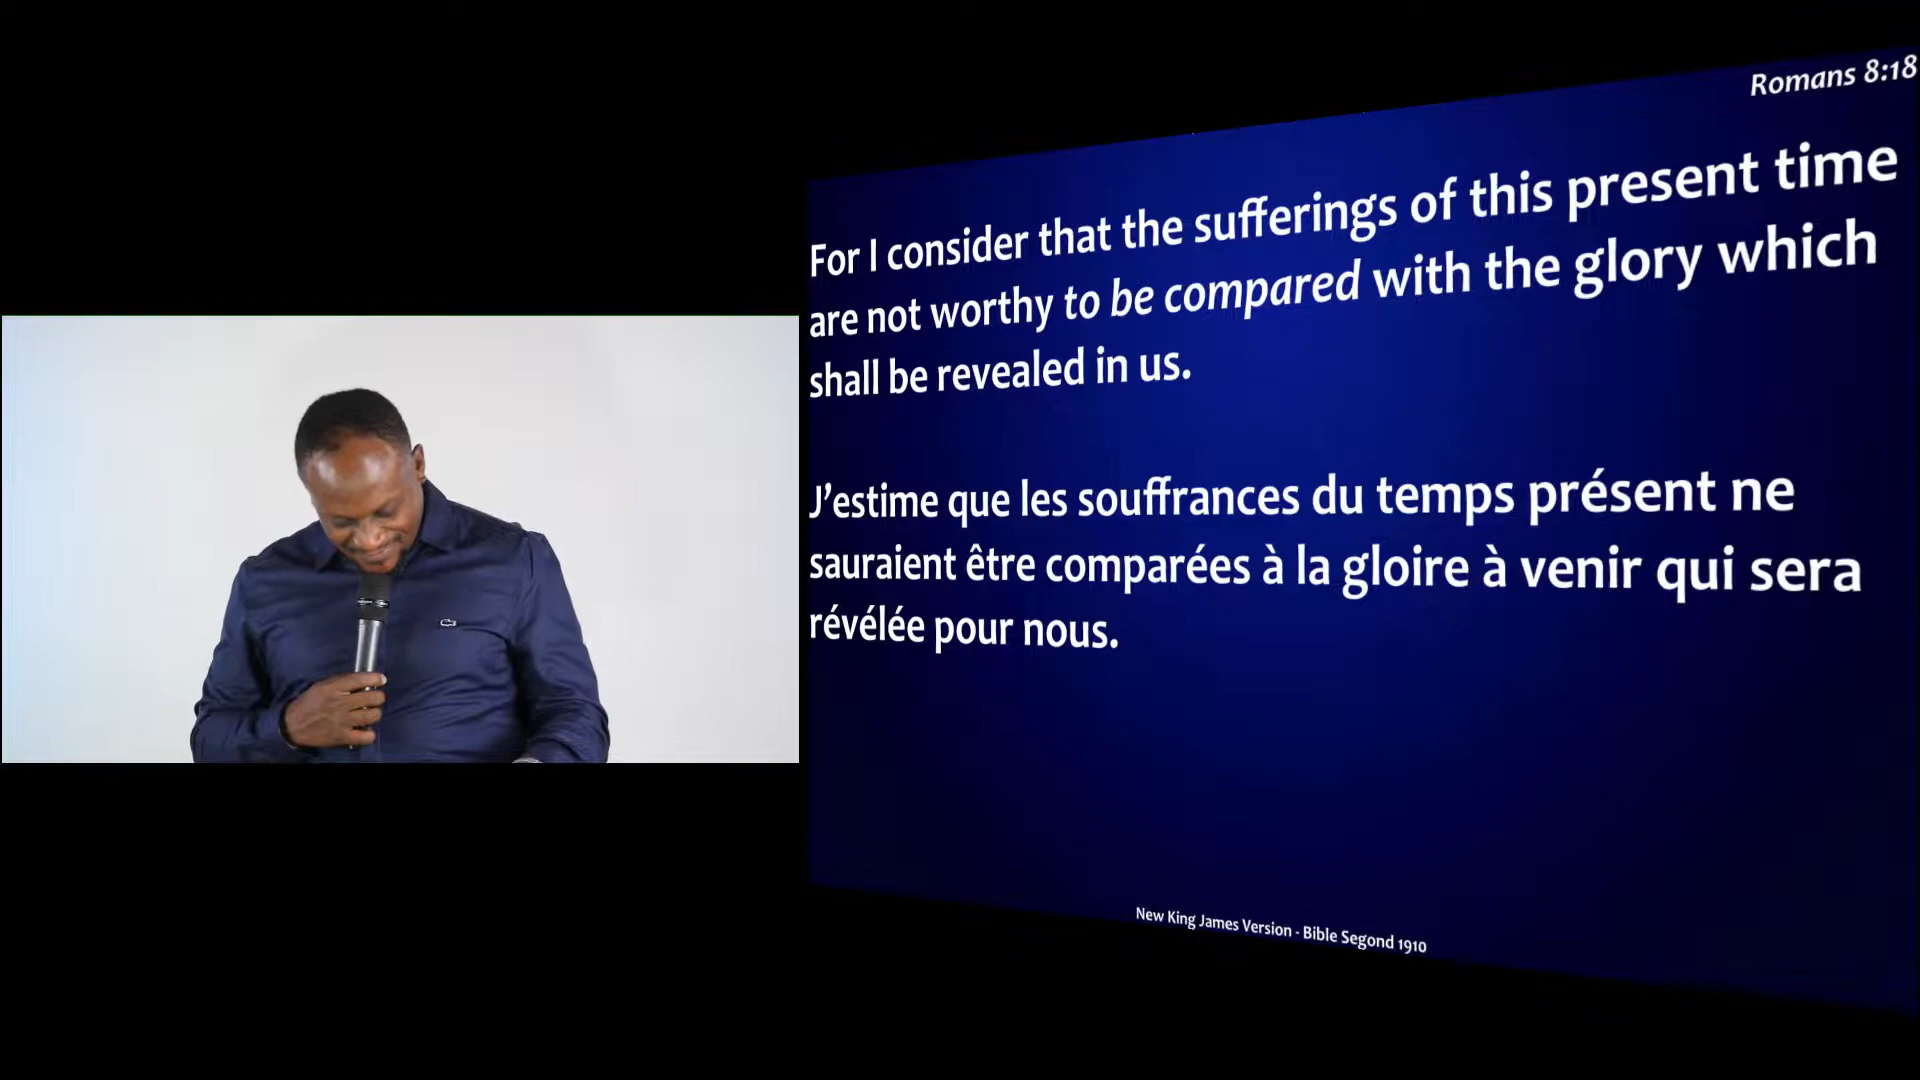 Romans 8:18
For I consider that the sufferings of this present time
are not worthy to be compared with the glory which
shall be revealed in us.
J’estime que les souffrances du temps présent ne
sauraient être comparées à la gloire à venir qui sera
révélée pour nous.
New King James Version - Bible Segond 1910